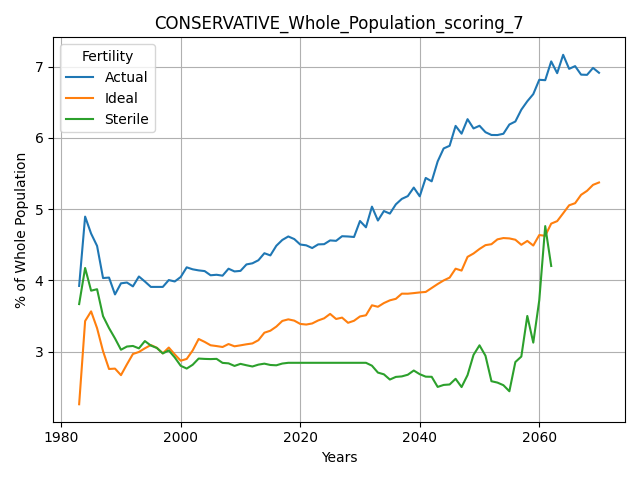 CONSERVATIVE_Whole_Population_scoring_7
Fertility
Actual
Ideal
Sterile
% of Whole Population
7
6
5
4
3
1980
2000
2020
2040
2060
Years